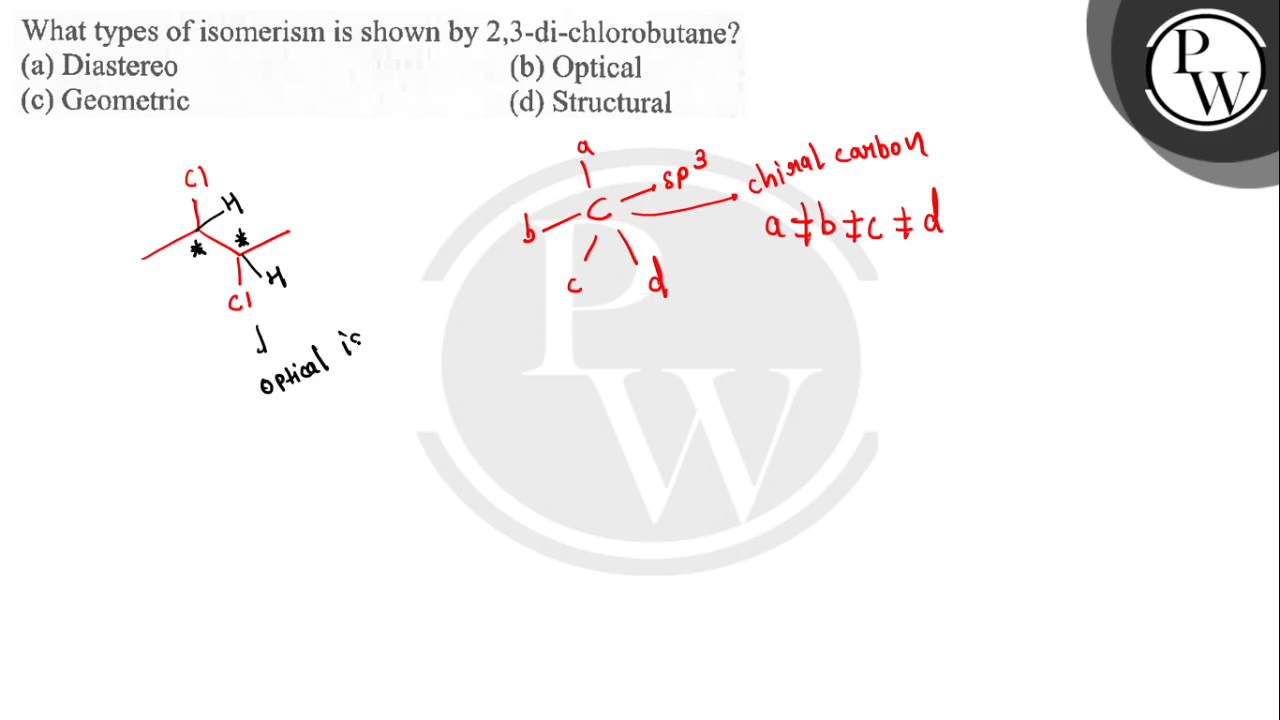 What types of isomerism is shown by 2,3-di-chlorobutane?
(a) Diastereo (b) Optical
(c) Geometric (d) Structural
P
W
a
sp3
chiral carbon
b C
a ≠ b ≠ c ≠ d
c d
Cl
H
* *
H
Cl
optical is
P
W